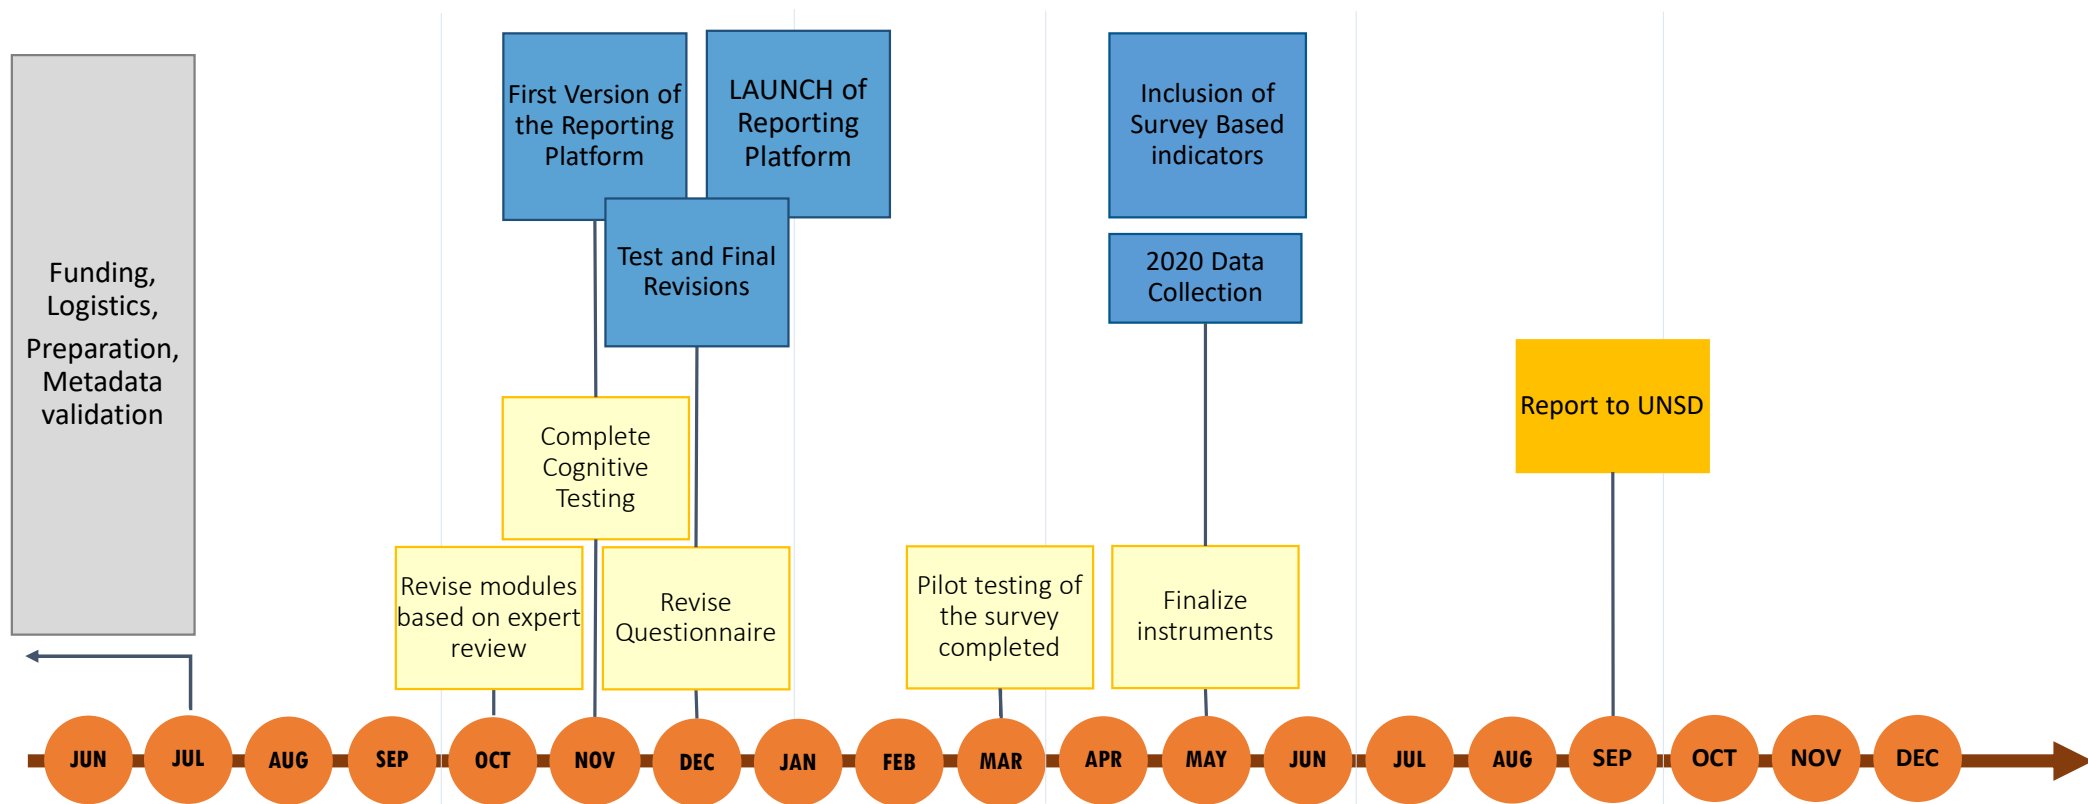 Funding,
Logistics,
Preparation,
Metadata
validation
First Version of
the Reporting
Platform
LAUNCH of
Reporting
Platform
Test and Final
Revisions
Inclusion of
Survey Based
indicators
2020 Data
Collection
Report to UNSD
Complete
Cognitive
Testing
Revise modules
based on expert
review
Revise
Questionnaire
Pilot testing of
the survey
completed
Finalize
instruments
JUN JUL AUG SEP OCT NOV DEC JAN FEB MAR APR MAY JUN JUL AUG SEP OCT NOV DEC